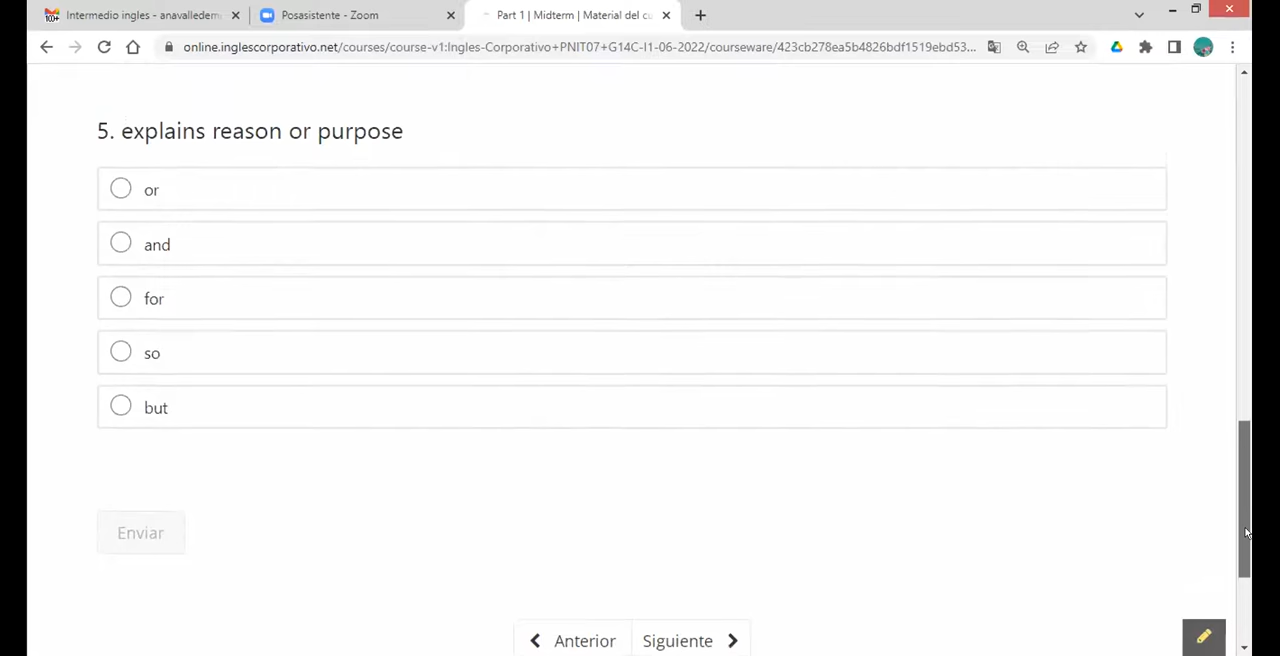 Intermedio ingles - anavalledem
Posasistente - Zoom
Part 1 | Midterm | Material del cu
online.inglescorporativo.net/courses/course-v1:Ingles-Corporativo+PNIT07+G14C-I1-06-2022/courseware/423cb278ea5b4826bdf1519ebd53...
5. explains reason or purpose
or
and
for
so
but
Enviar
Anterior
Siguiente